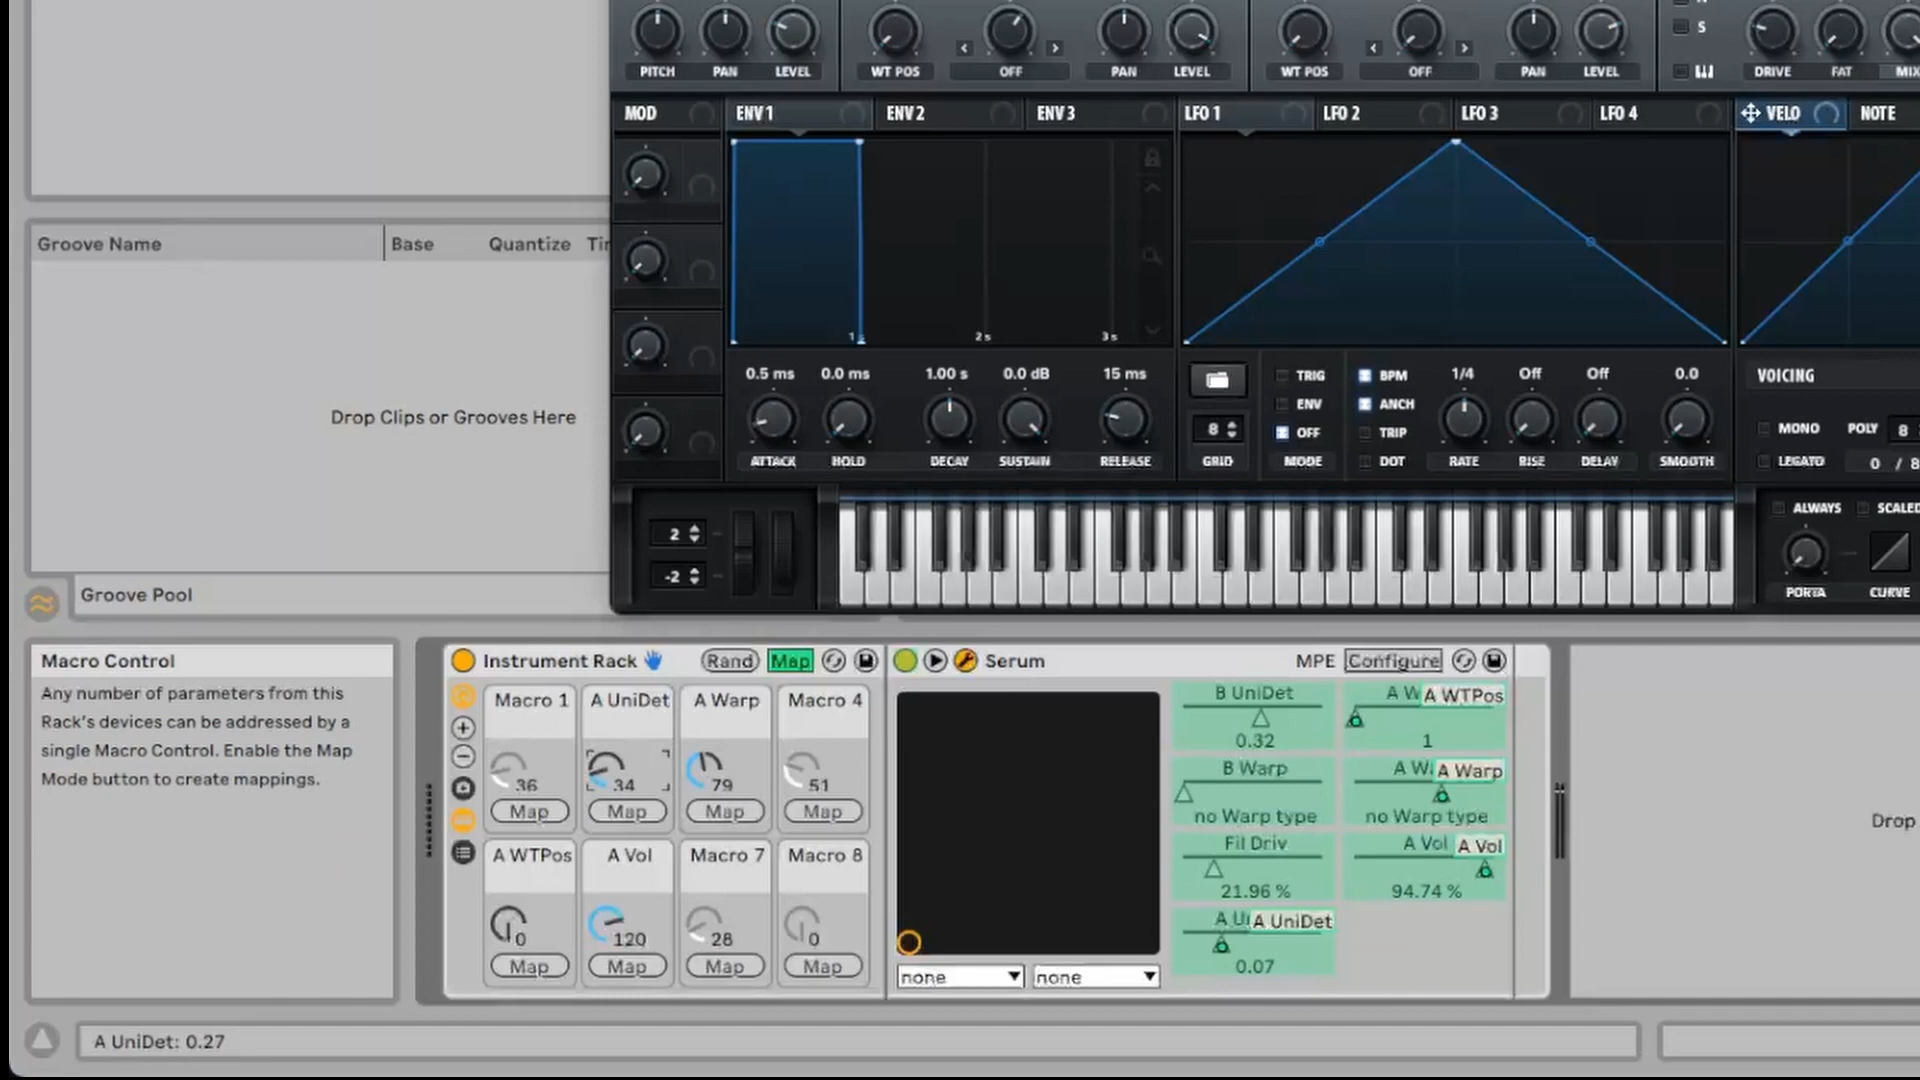 S
PITCH PAN LEVEL WT POS OFF PAN LEVEL WT POS OFF PAN LEVEL DRIVE FAT MIX
MOD ENV 1 ENV 2 ENV 3 LFO 1 LFO 2 LFO 3 LFO 4 VELO NOTE
Groove Name Base Quantize Tir
1 s 2 s 3 s
0.5 ms 0.0 ms 1.00 s 0.0 dB 15 ms TRIG BPM 1/4 Off Off 0.0 VOICING
ENV ANCH
Drop Clips or Grooves Here
8 OFF TRIP MONO POLY 8
ATTACK HOLD DECAY SUSTAIN RELEASE GRID MODE DOT RATE RISE DELAY SMOOTH LEGATO 0 / 8
ALWAYS SCALED
2
-2
Groove Pool
PORTA CURVE
Macro Control
Any number of parameters from this
Rack's devices can be addressed by a
single Macro Control. Enable the Map
Mode button to create mappings.
Instrument Rack Rand Map
Macro 1 A UniDet A Warp Macro 4
36 34 79 51
Map Map Map Map
A WTPos A Vol Macro 7 Macro 8
0 120 28 0
Map Map Map Map
Serum MPE Configure
B UniDet A W A WTPos
0.32 1
B Warp A W A Warp
no Warp type no Warp type
Fil Driv A Vol A Vol
21.96 % 94.74 %
A U A UniDet
0.07
none none
Drop
A UniDet: 0.27